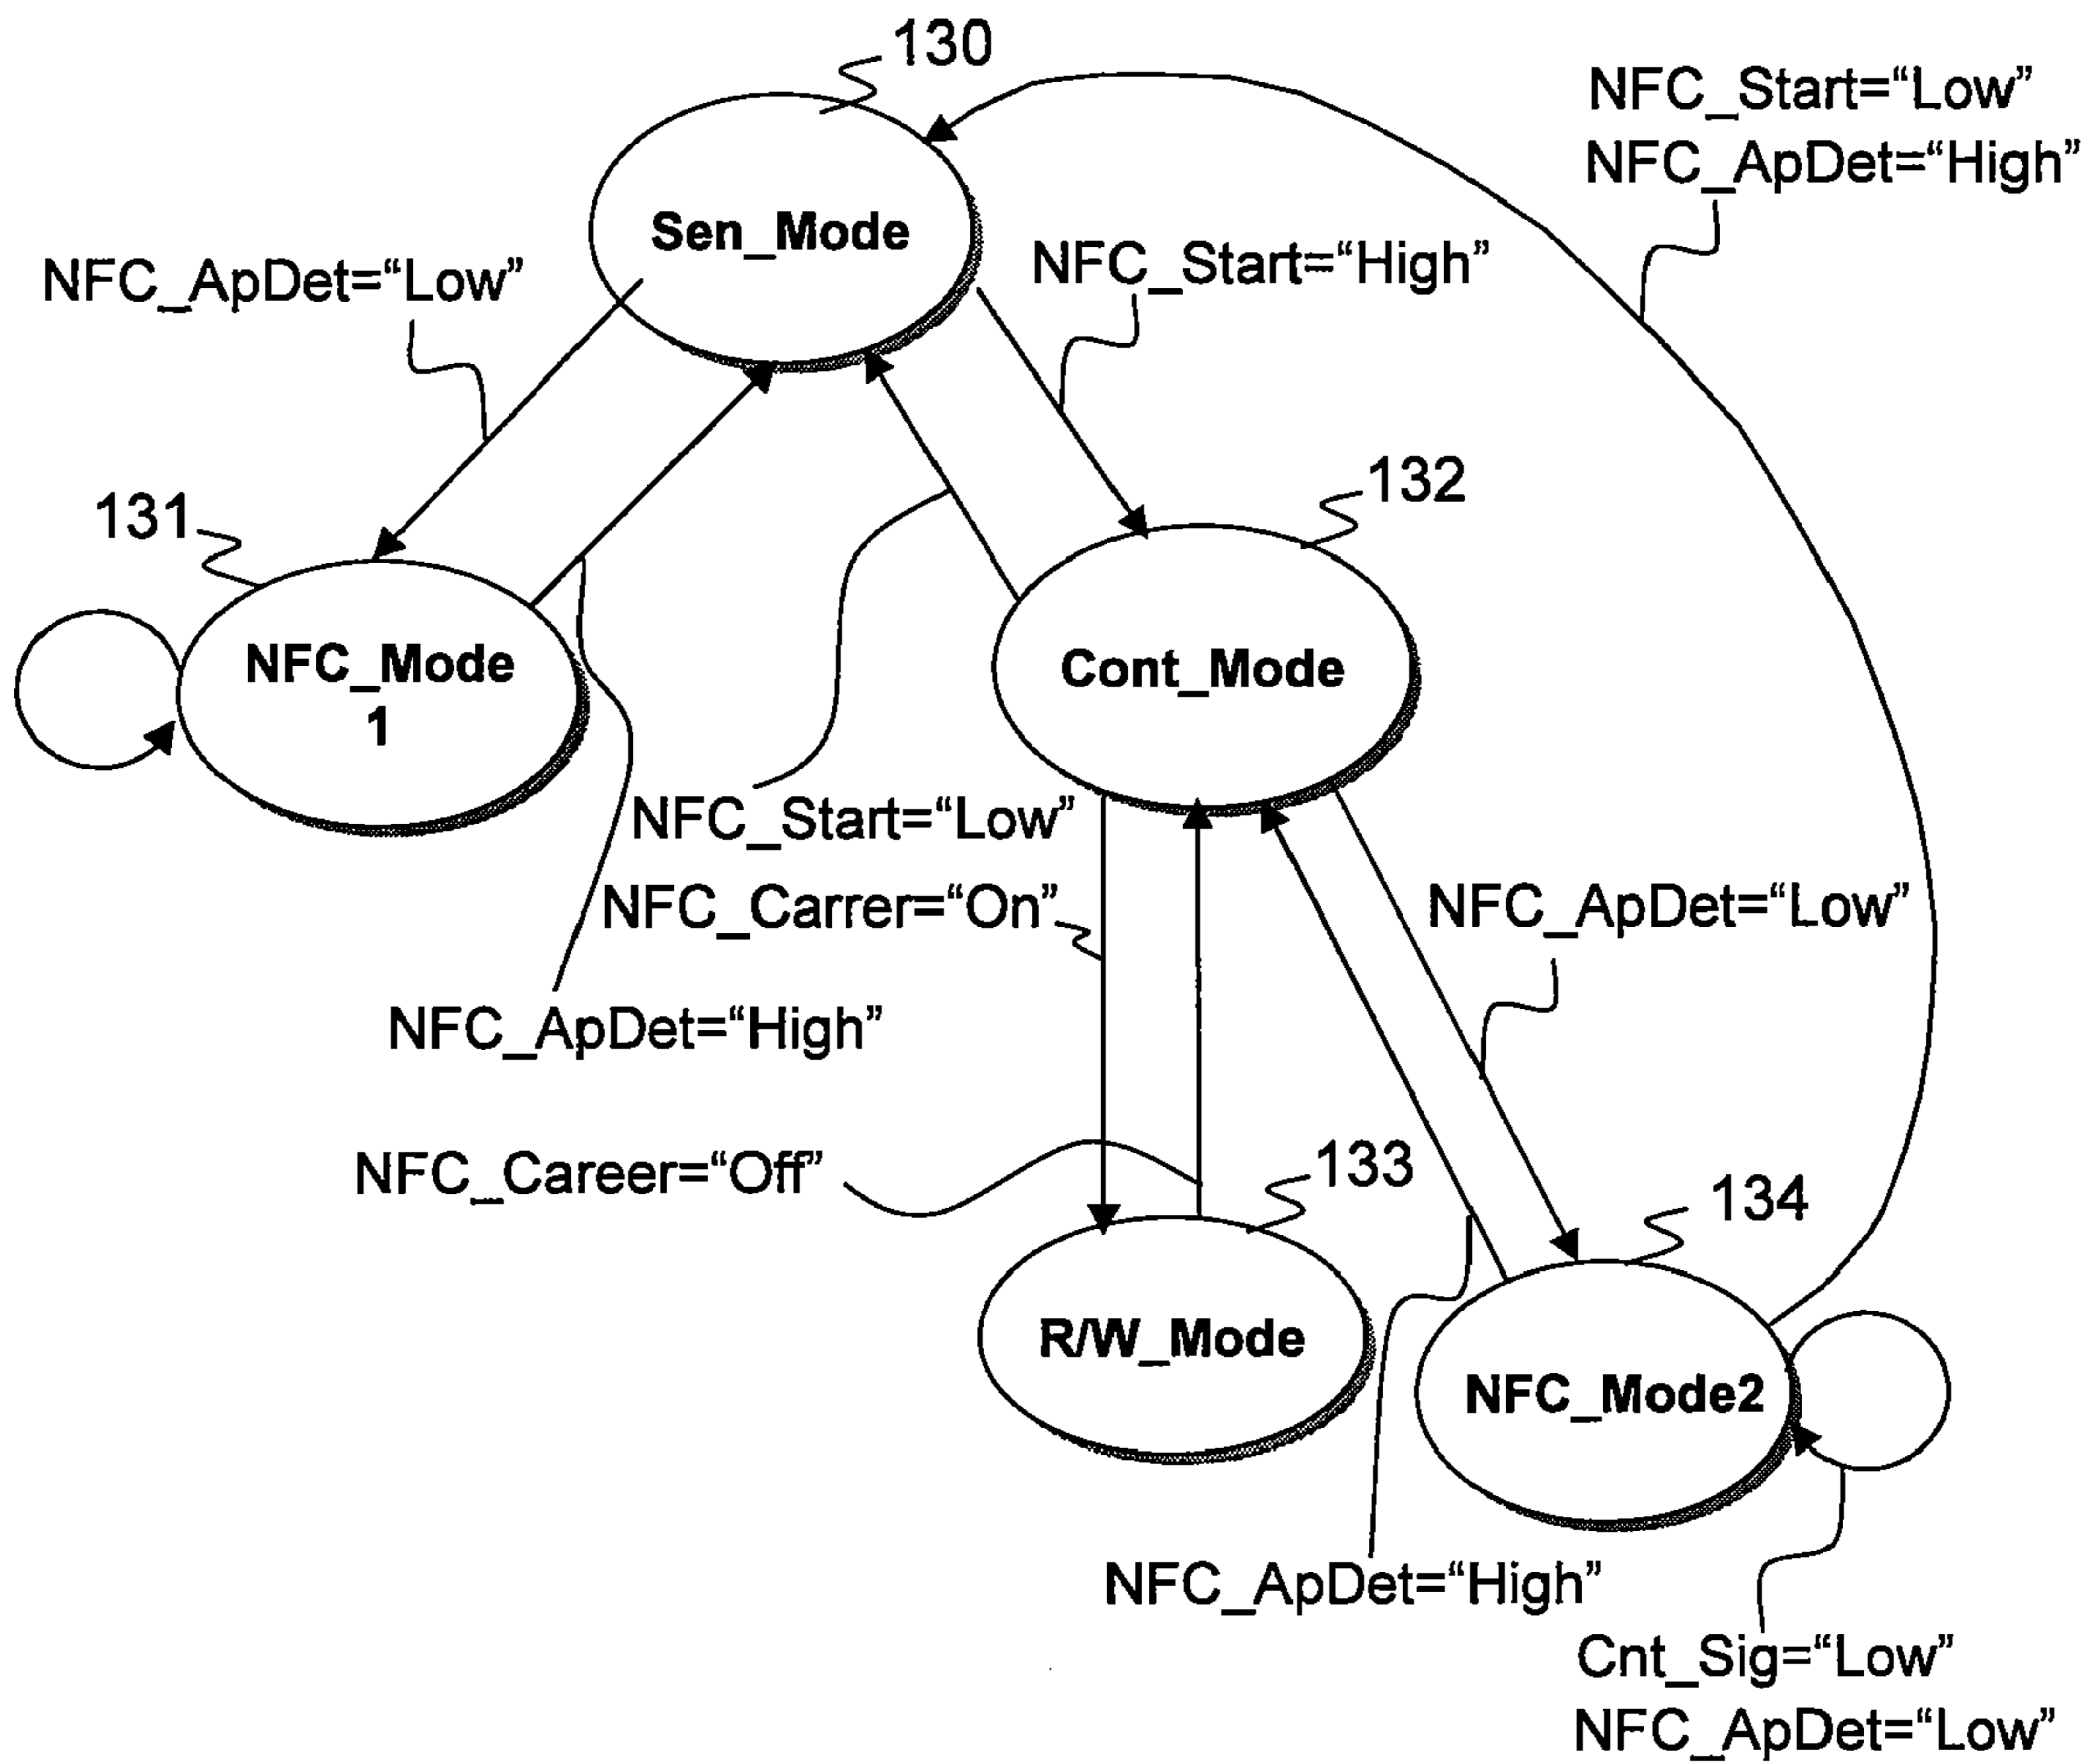 130
NFC_Start=“Low”
NFC_ApDet=“High”
Sen_Mode
NFC_Start=“High”
NFC_ApDet=“Low”
132
131
NFC_Mode
1
Cont_Mode
NFC_Start=“Low”
NFC_Carrer=“On”
NFC_ApDet=“Low”
NFC_ApDet=“High”
NFC_Career=“Off”
133
134
R/W_Mode
NFC_Mode2
NFC_ApDet=“High”
Cnt_Sig=“Low”
NFC_ApDet=“Low”